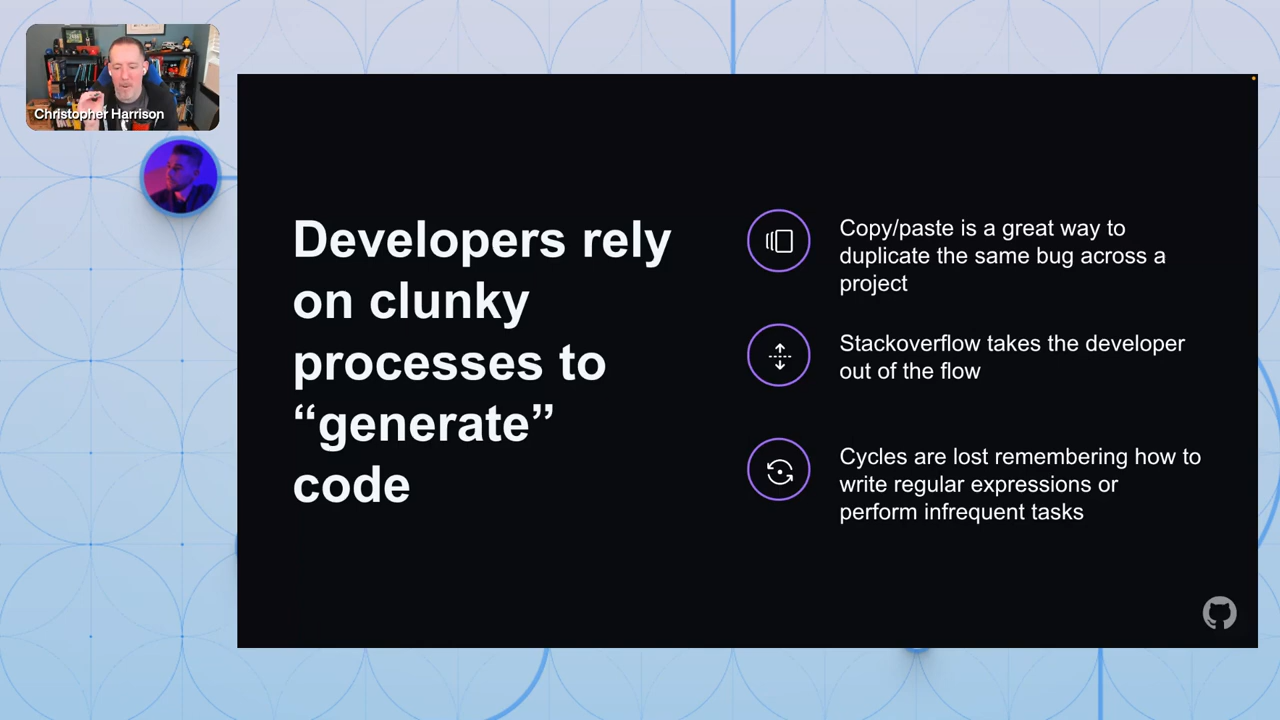 Christopher Harrison
Developers rely
on clunky
processes to
“generate”
code
Copy/paste is a great way to
duplicate the same bug across a
project
Stackoverflow takes the developer
out of the flow
Cycles are lost remembering how to
write regular expressions or
perform infrequent tasks